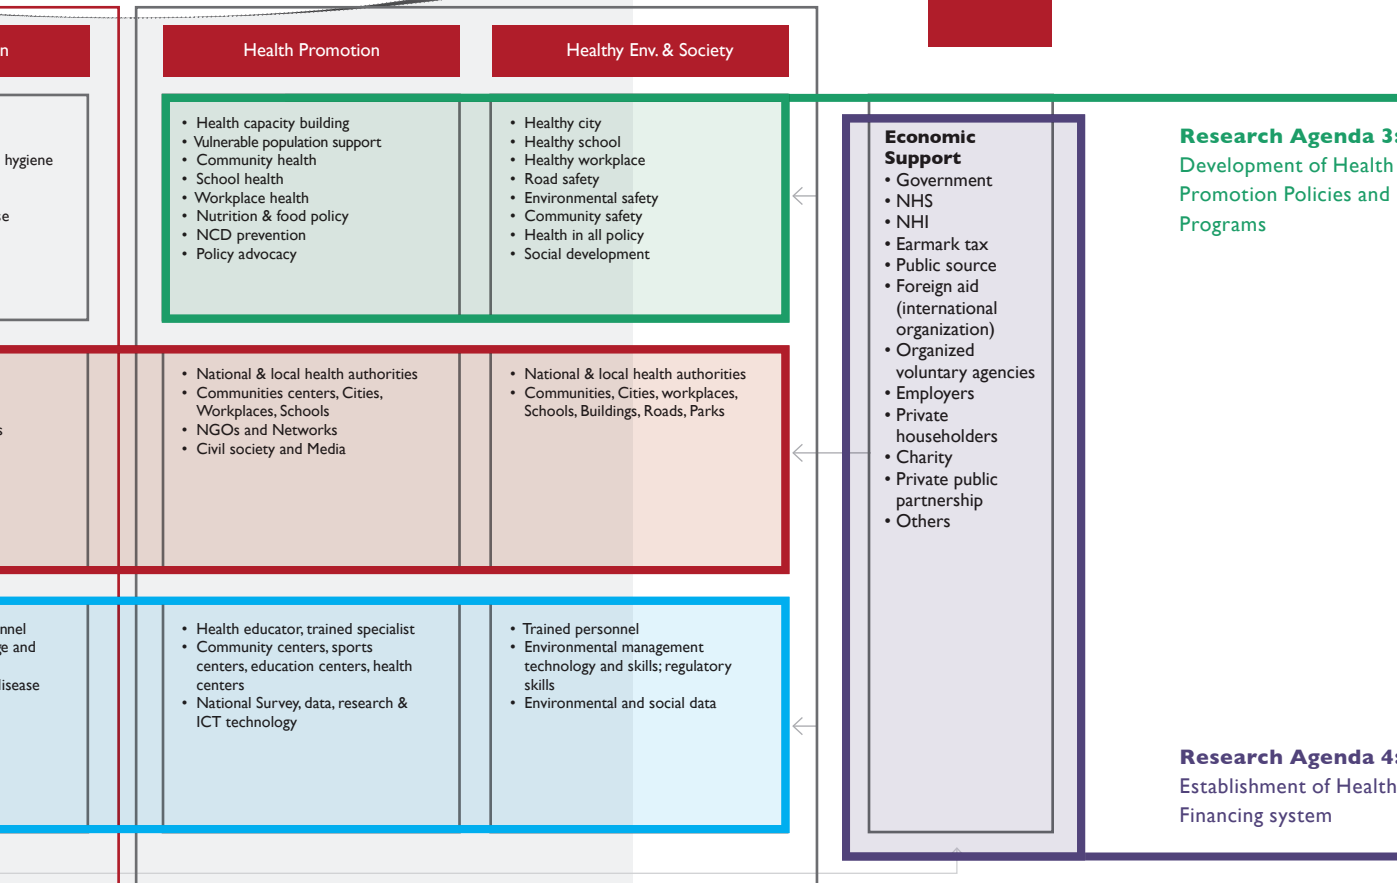 n
Health Promotion
Healthy Env. & Society
hygiene
se
• Health capacity building
• Vulnerable population support
• Community health
• School health
• Workplace health
• Nutrition & food policy
• NCD prevention
• Policy advocacy
• Healthy city
• Healthy school
• Healthy workplace
• Road safety
• Environmental safety
• Community safety
• Health in all policy
• Social development
s
• National & local health authorities
• Communities centers, Cities,
Workplaces, Schools
• NGOs and Networks
• Civil society and Media
• National & local health authorities
• Communities, Cities, workplaces,
Schools, Buildings, Roads, Parks
nnel
ge and
disease
• Health educator, trained specialist
• Community centers, sports
centers, education centers, health
centers
• National Survey, data, research &
ICT technology
• Trained personnel
• Environmental management
technology and skills; regulatory
skills
• Environmental and social data
Economic
Support
• Government
• NHS
• NHI
• Earmark tax
• Public source
• Foreign aid
(international
organization)
• Organized
voluntary agencies
• Employers
• Private
householders
• Charity
• Private public
partnership
• Others
Research Agenda 3:
Development of Health
Promotion Policies and
Programs
Research Agenda 4:
Establishment of Health
Financing system